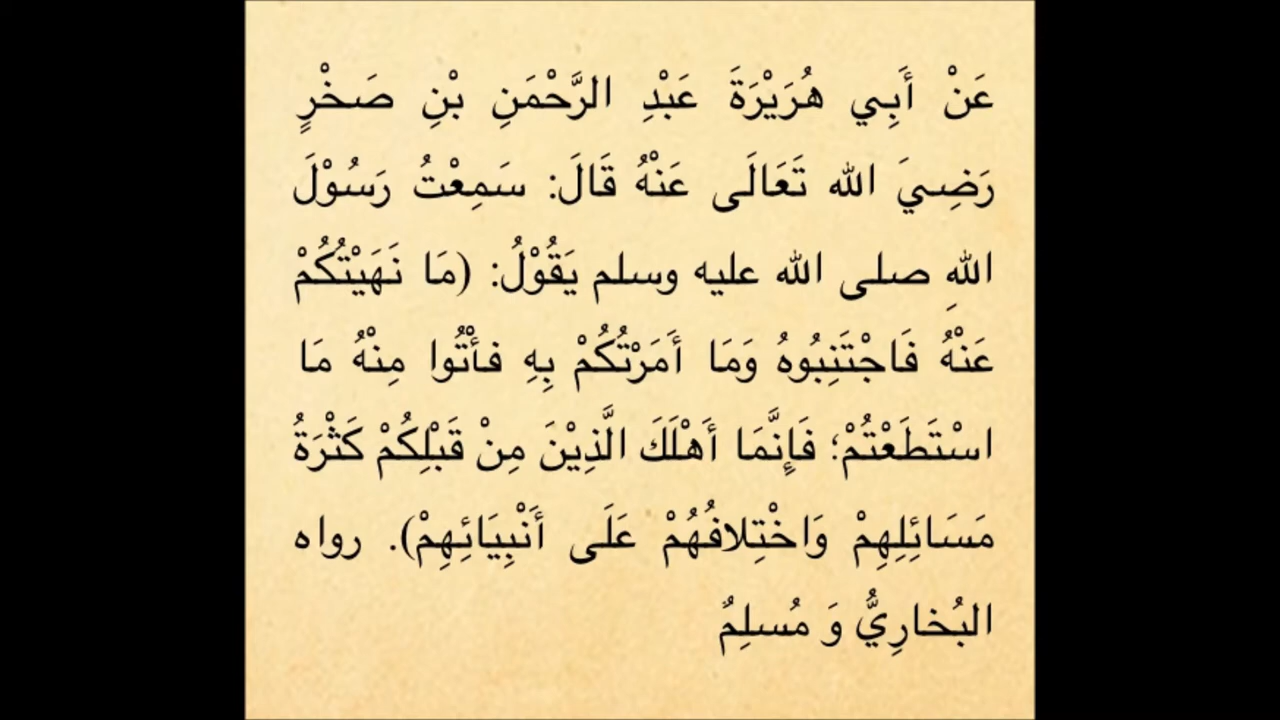 عَنْ أَبِي هُرَيْرَةَ عَبْدِ الرَّحْمَنِ بْنِ صَخْرٍ
رَضِيَ الله تَعَالَى عَنْهُ قَالَ: سَمِعْتُ رَسُوْلَ
اللهِ صلى الله عليه وسلم يَقُوْلُ: (مَا نَهَيْتُكُمْ
عَنْهُ فَاجْتَنِبُوهُ وَمَا أَمَرْتُكُمْ بِهِ فأْتُوا مِنْهُ مَا
اسْتَطَعْتُمْ؛ فَإِنَّمَا أَهْلَكَ الَّذِيْنَ مِنْ قَبْلِكُمْ كَثْرَةُ
مَسَائِلِهِمْ وَاخْتِلافُهُمْ عَلَى أَنْبِيَائِهِمْ). رواه
البُخارِيُّ وَ مُسلِمٌ